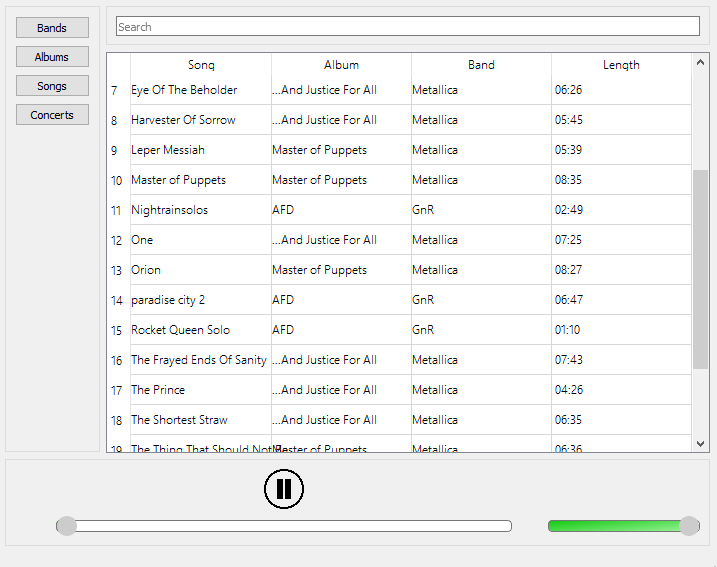 Bands
Albums
Songs
Concerts
Search
Song Album Band Length
7 Eye Of The Beholder ...And Justice For All Metallica 06:26
8 Harvester Of Sorrow ...And Justice For All Metallica 05:45
9 Leper Messiah Master of Puppets Metallica 05:39
10 Master of Puppets Master of Puppets Metallica 08:35
11 Nightrainsolos AFD GnR 02:49
12 One ...And Justice For All Metallica 07:25
13 Orion Master of Puppets Metallica 08:27
14 paradise city 2 AFD GnR 06:47
15 Rocket Queen Solo AFD GnR 01:10
16 The Frayed Ends Of Sanity ...And Justice For All Metallica 07:43
17 The Prince ...And Justice For All Metallica 04:26
18 The Shortest Straw ...And Justice For All Metallica 06:35
19 The Thing That Should Not Master of Puppets Metallica 06:36